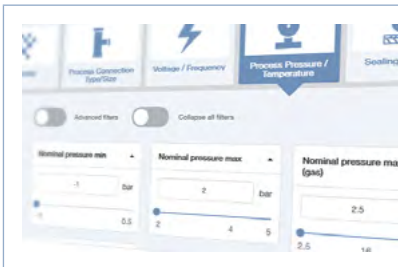 Process Connection
Type/Size
Voltage / Frequency
Process Pressure /
Temperature
Sealing
Advanced filters
Collapse all filters
Nominal pressure min
-1
bar
-1
0.5
Nominal pressure max
2
bar
2
4
5
Nominal pressure ma
(gas)
2.5
2.5
16